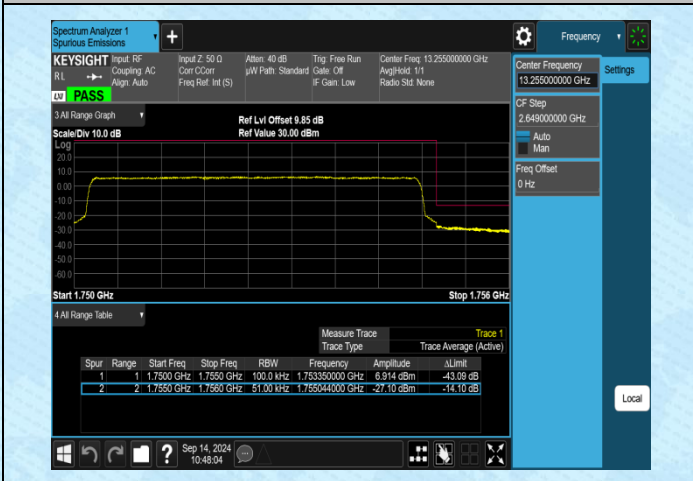 Spectrum Analyzer 1
Spurious Emissions
Frequency
KEYSIGHT Input: RF Input Z: 50 Ω Atten: 40 dB Trig: Free Run Center Freq: 13.255000000 GHz
R L Coupling: AC Corr CCorr µW Path: Standard Gate: Off Avg|Hold: 1/1
Align: Auto Freq Ref: Int (S) IF Gain: Low Radio Std: None
LXI PASS
Center Frequency
13.255000000 GHz
Settings
CF Step
2.649000000 GHz
Auto
Man
Freq Offset
0 Hz
3 All Range Graph
Ref Lvl Offset 9.85 dB
Scale/Div 10.0 dB Ref Value 30.00 dBm
Log
20.0
10.0
0.00
-10.0
-20.0
-30.0
-40.0
-50.0
-60.0
Start 1.750 GHz Stop 1.756 GHz
4 All Range Table
Measure Trace Trace 1
Trace Type Trace Average (Active)
Spur Range Start Freq Stop Freq RBW Frequency Amplitude ΔLimit
1 1 1.7500 GHz 1.7550 GHz 100.0 kHz 1.753350000 GHz 6.914 dBm -43.09 dB
2 2 1.7550 GHz 1.7560 GHz 51.00 kHz 1.755044000 GHz -27.10 dBm -14.10 dB
Local
Sep 14, 2024
10:48:04